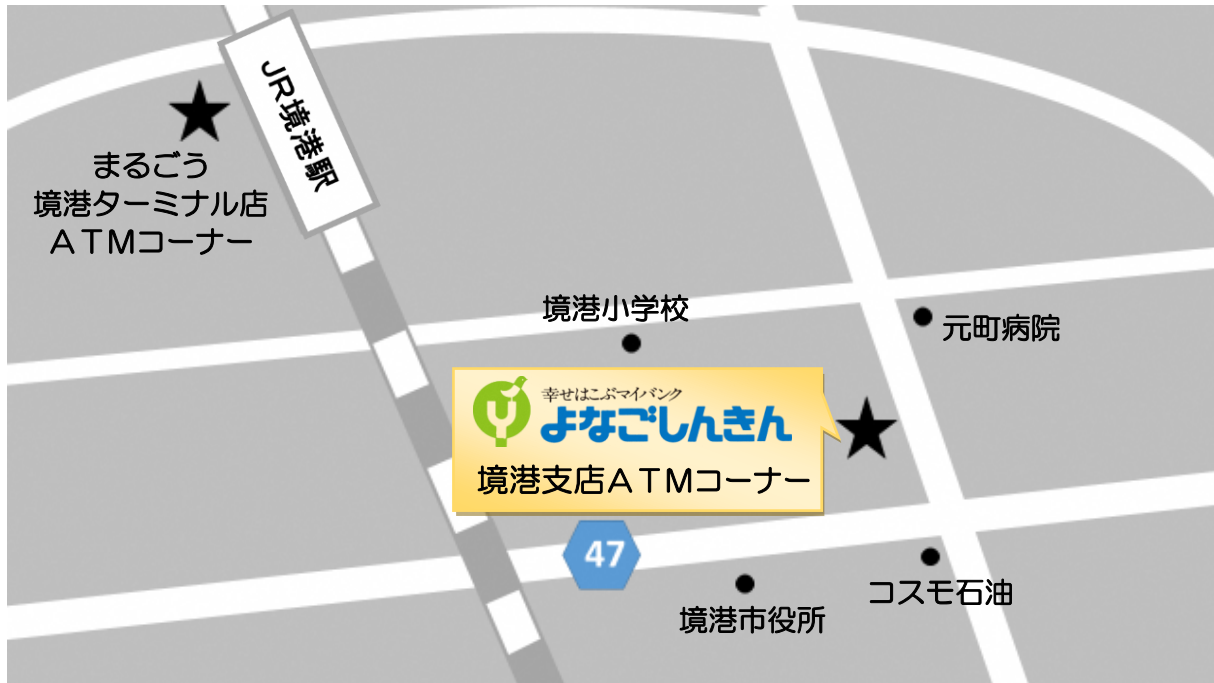 JR境港駅
まるごう
境港ターミナル店
ATMコーナー
境港小学校
元町病院
幸せはこぶマイバンク
よなごしんきん
境港支店ATMコーナー
47
コスモ石油
境港市役所